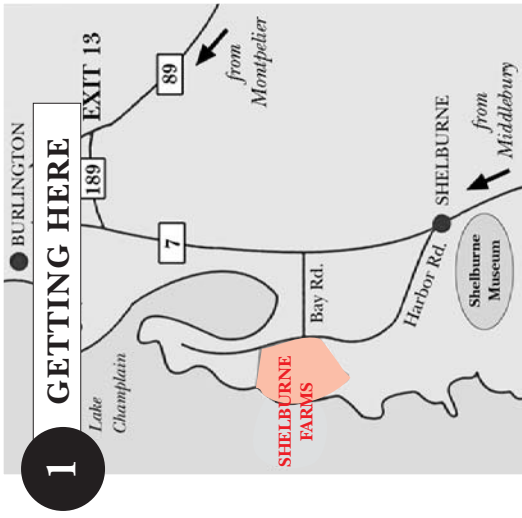 1
GETTING HERE
BURLINGTON
EXIT 13
89
from
Montpelier
189
7
Lake
Champlain
Bay Rd.
SHELBURNE
FARMS
Harbor Rd.
SHELBURNE
Shelburne
Museum
from
Middlebury